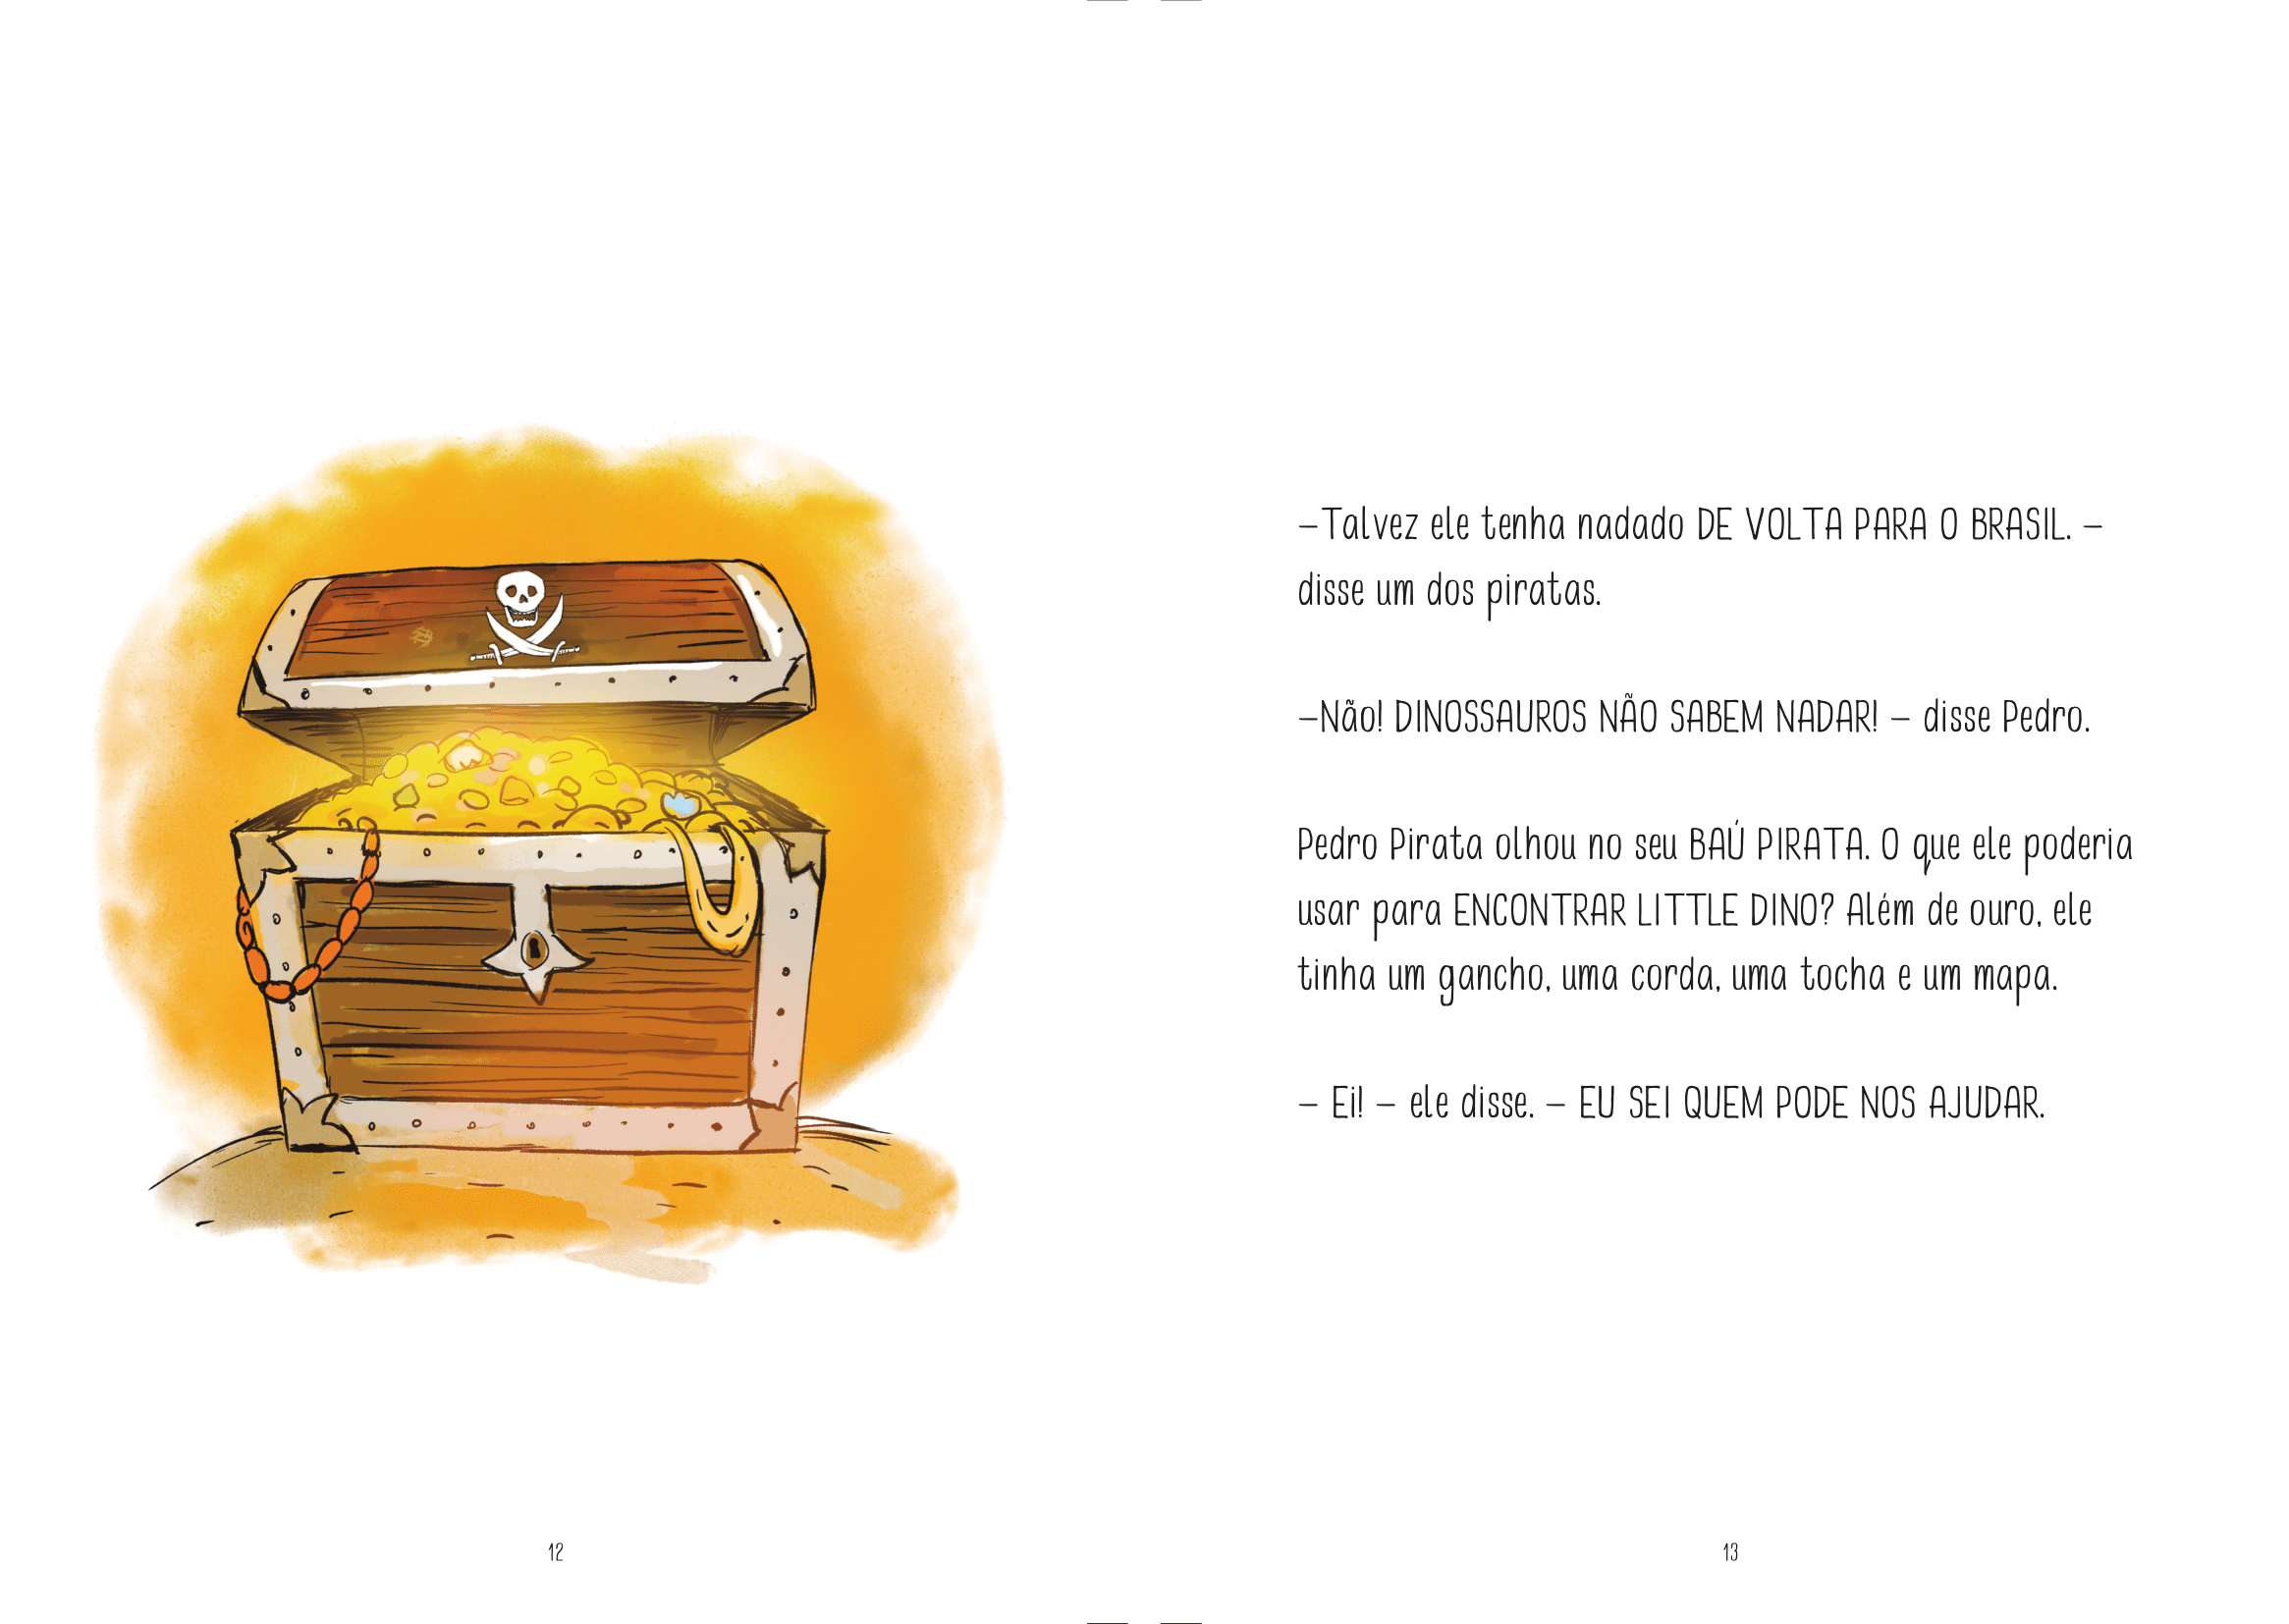 –Talvez ele tenha nadado DE VOLTA PARA O BRASIL. –
disse um dos piratas.
–Não! DINOSSAUROS NÃO SABEM NADAR! – disse Pedro.
Pedro Pirata olhou no seu BAÚ PIRATA. O que ele poderia
usar para ENCONTRAR LITTLE DINO? Além de ouro, ele
tinha um gancho, uma corda, uma tocha e um mapa.
– Ei! – ele disse. – EU SEI QUEM PODE NOS AJUDAR.
12
13